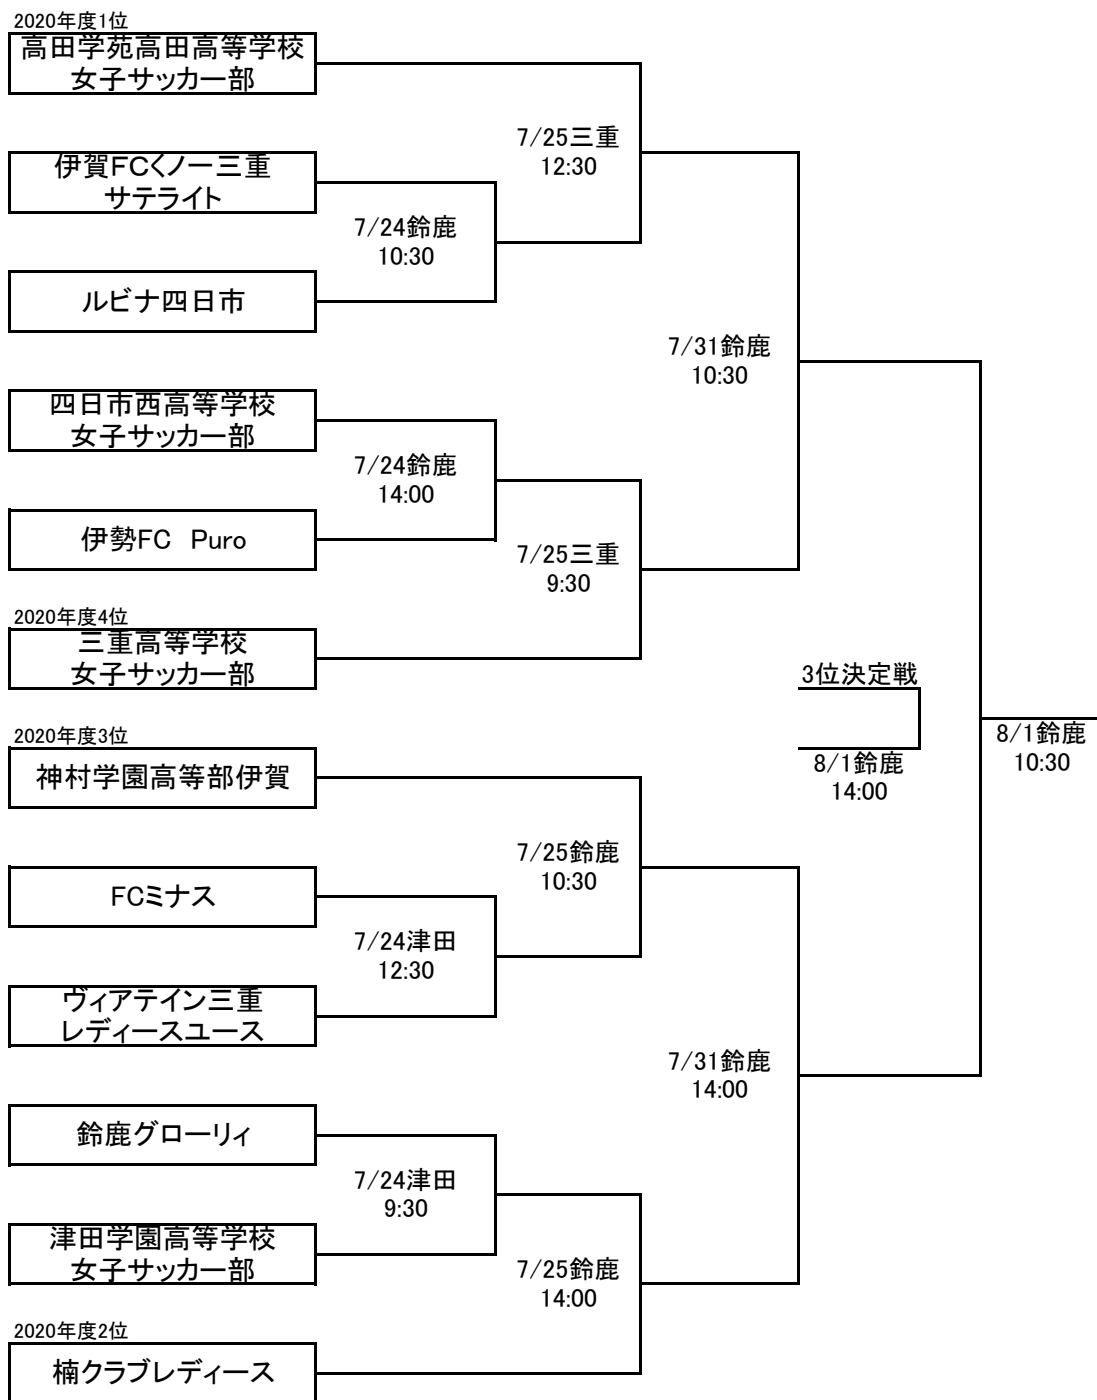 2020年度1位
高田学苑高田高等学校
女子サッカー部
7/25三重
12:30
伊賀FCくノ一三重
サテライト
7/24鈴鹿
10:30
ルビナ四日市
7/31鈴鹿
10:30
四日市西高等学校
女子サッカー部
7/24鈴鹿
14:00
伊勢FC　Puro
7/25三重
9:30
2020年度4位
三重高等学校
女子サッカー部
3位決定戦
8/1鈴鹿
14:00
8/1鈴鹿
10:30
2020年度3位
神村学園高等部伊賀
7/25鈴鹿
10:30
FCミナス
7/24津田
12:30
ヴィアテイン三重
レディースユース
7/31鈴鹿
14:00
鈴鹿グローリィ
7/24津田
9:30
津田学園高等学校
女子サッカー部
7/25鈴鹿
14:00
2020年度2位
楠クラブレディース